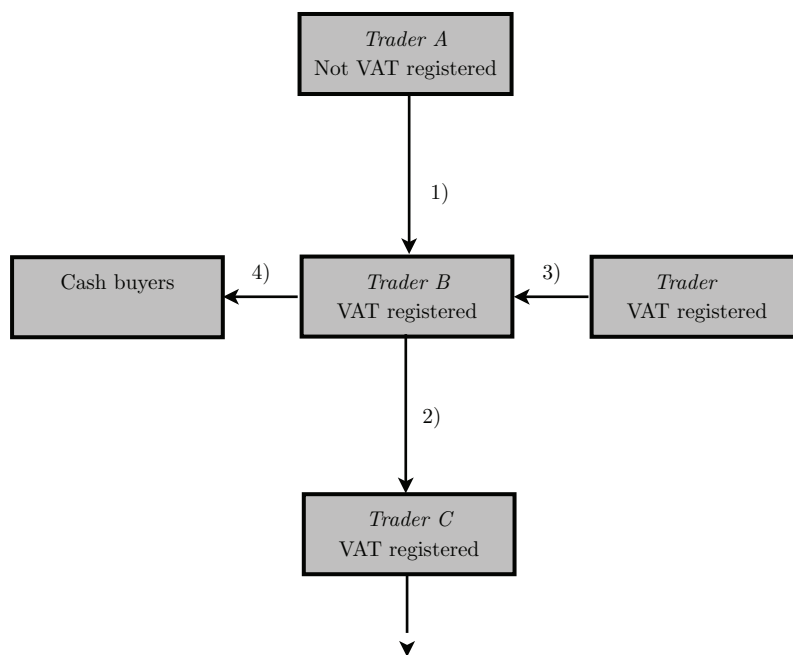 Trader A
Not VAT registered
1)
Cash buyers
4)
Trader B
VAT registered
3)
Trader
VAT registered
2)
Trader C
VAT registered